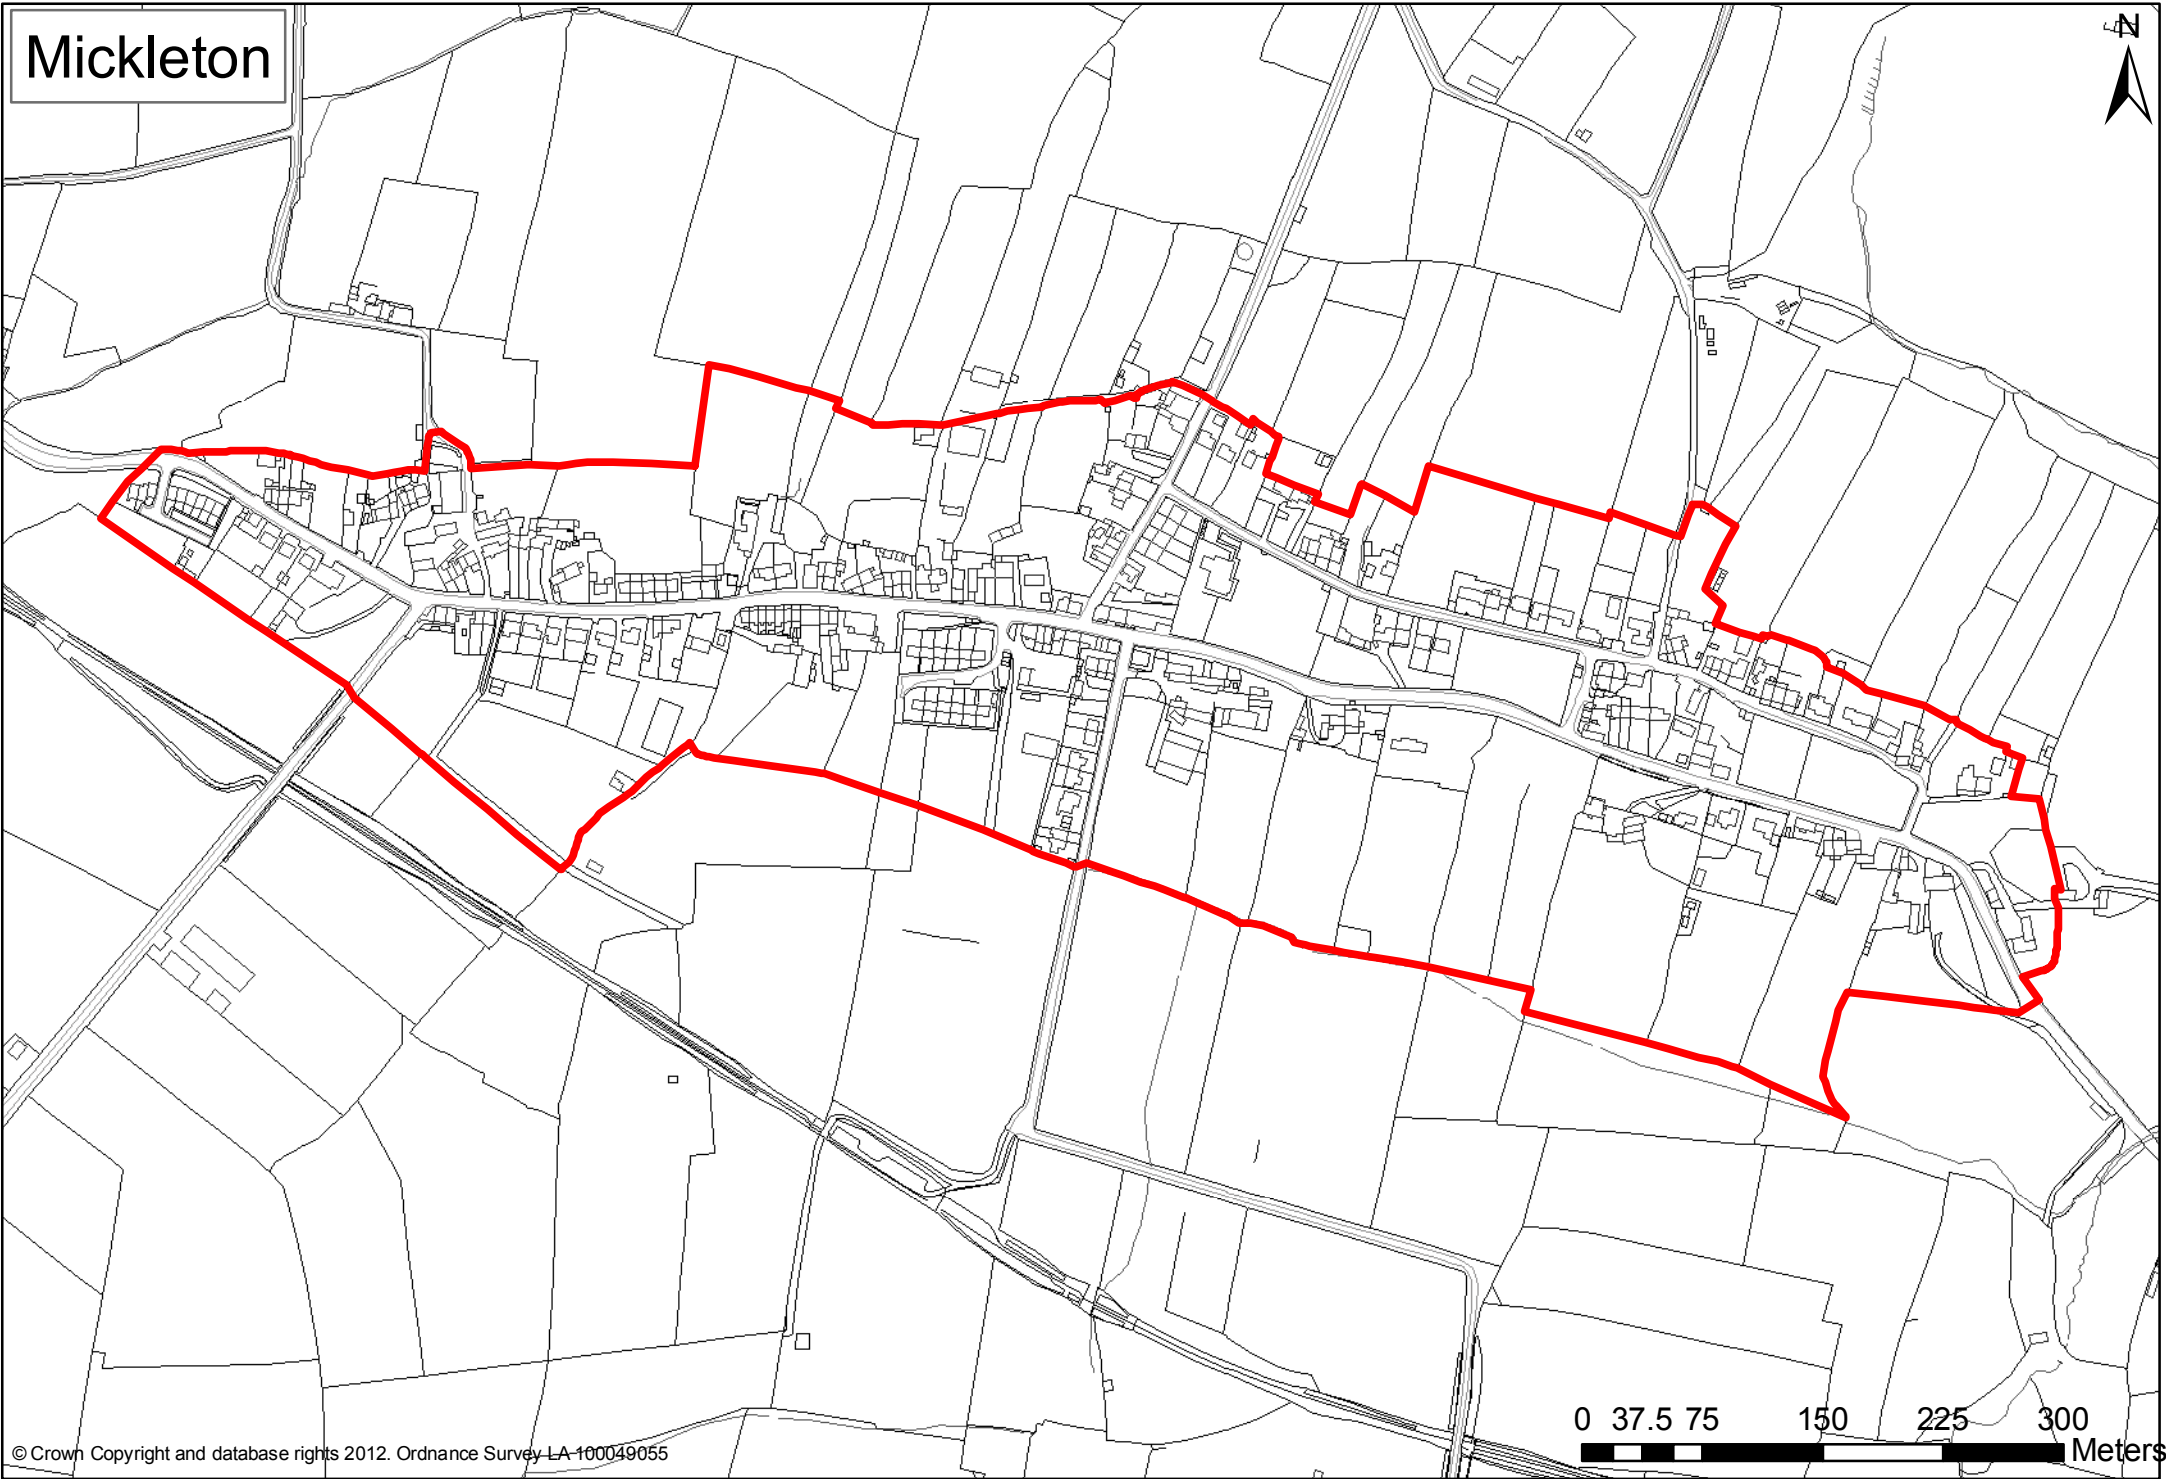 Mickleton
N
0 37.5 75 150 225 300
Meters
© Crown Copyright and database rights 2012. Ordnance Survey LA 100049055